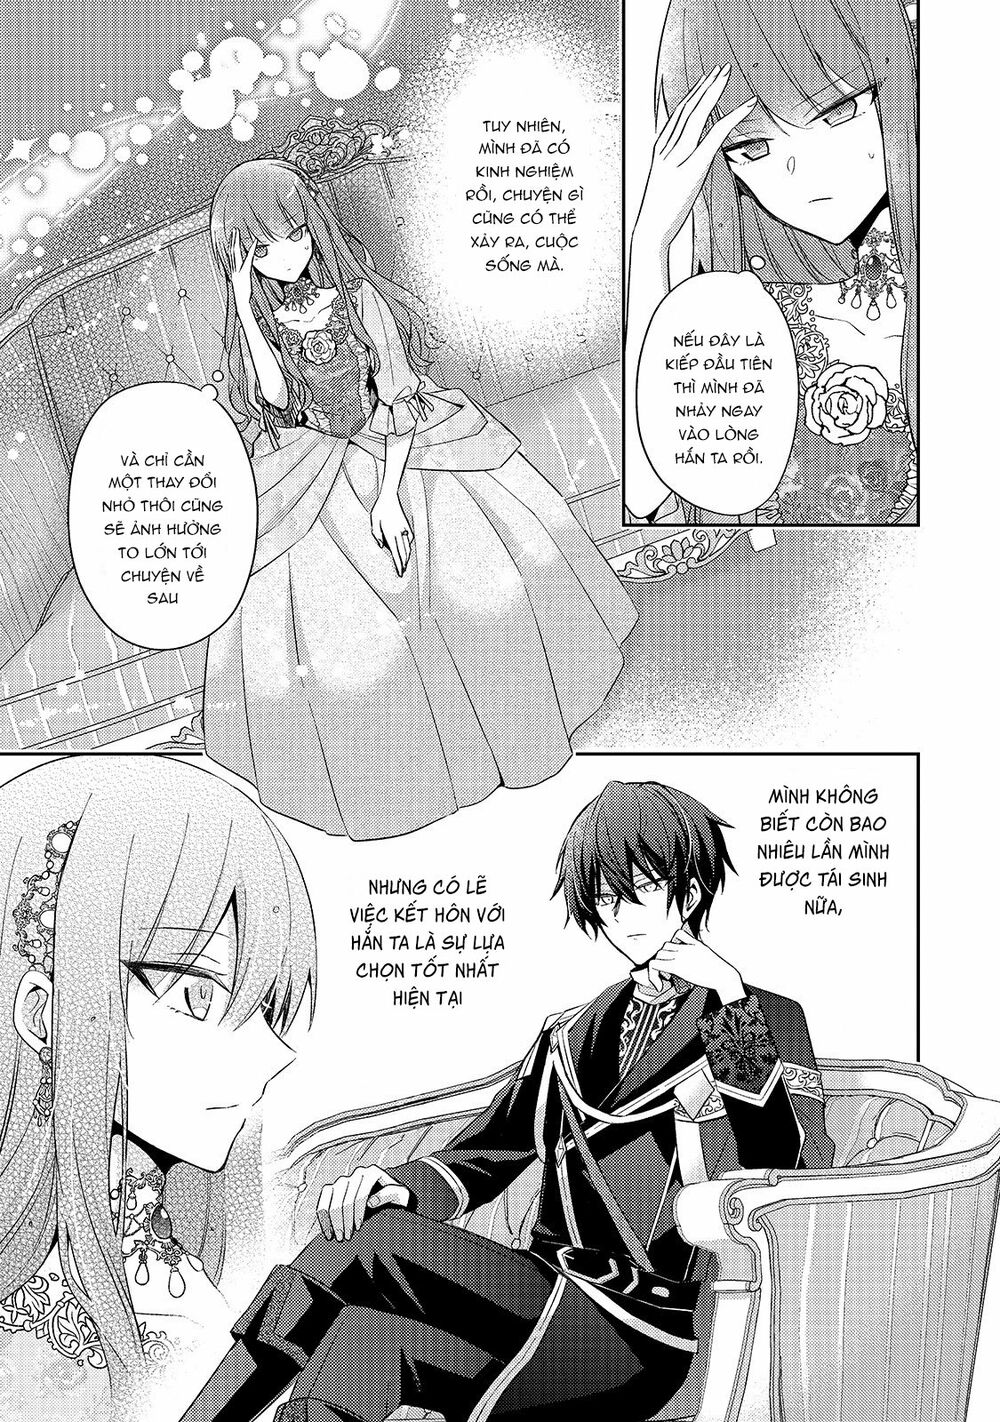 NẾU ĐÂY LÀ
KIẾP ĐẦU TIÊN
THÌ MÌNH ĐÃ
NHẢY NGAY
VÀO LÒNG
HẮN TA RỒI.
TUY NHIÊN,
MÌNH ĐÃ CÓ
KINH NGHIỆM
RỒI, CHUYỆN GÌ
CŨNG CÓ THỂ
XẢY RA, CUỘC
SỐNG MÀ.
VÀ CHỈ CẦN
MỘT THAY ĐỔI
NHỎ THÔI CŨNG
SẼ ẢNH HƯỞNG
TO LỚN TỚI
CHUYỆN VỀ
SAU
MÌNH KHÔNG
BIẾT CÒN BAO
NHIÊU LẦN MÌNH
ĐƯỢC TÁI SINH
NỮA,
NHƯNG CÓ LẼ
VIỆC KẾT HÔN VỚI
HẮN TA LÀ SỰ LỰA
CHỌN TỐT NHẤT
HIỆN TẠI